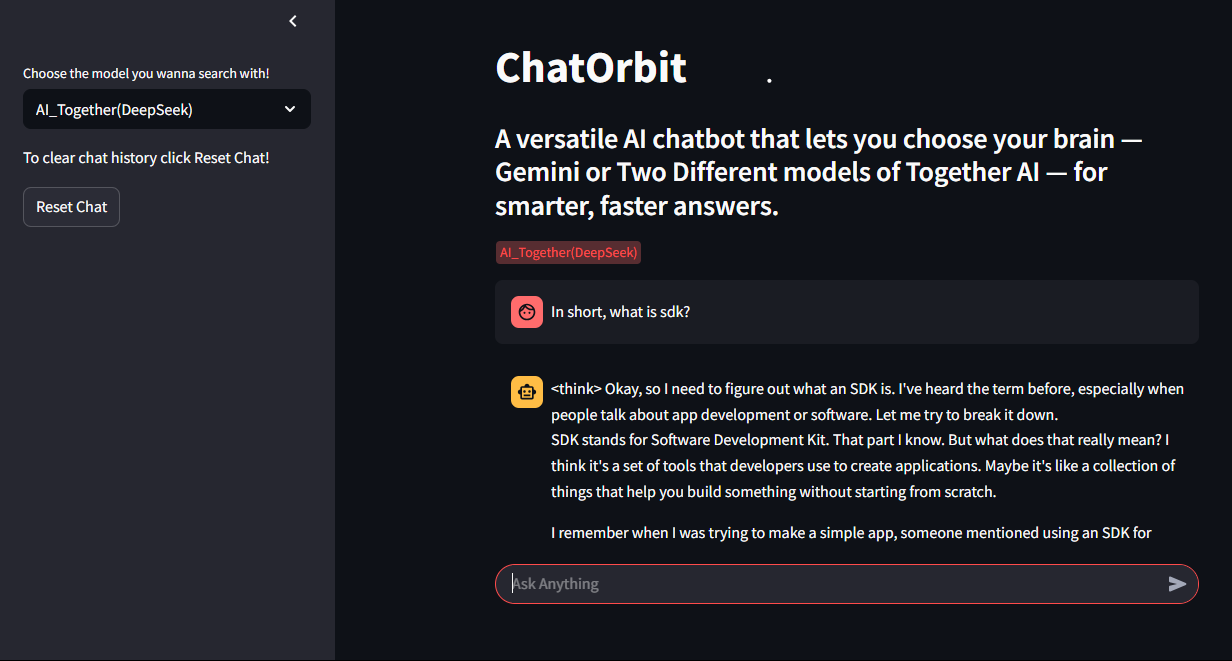 Choose the model you wanna search with!
AI_Together(DeepSeek)
To clear chat history click Reset Chat!
Reset Chat
ChatOrbit
A versatile AI chatbot that lets you choose your brain —
Gemini or Two Different models of Together AI — for
smarter, faster answers.
AI_Together(DeepSeek)
In short, what is sdk?
<think> Okay, so I need to figure out what an SDK is. I've heard the term before, especially when
people talk about app development or software. Let me try to break it down.
SDK stands for Software Development Kit. That part I know. But what does that really mean? I
think it's a set of tools that developers use to create applications. Maybe it's like a collection of
things that help you build something without starting from scratch.
I remember when I was trying to make a simple app, someone mentioned using an SDK for
Ask Anything